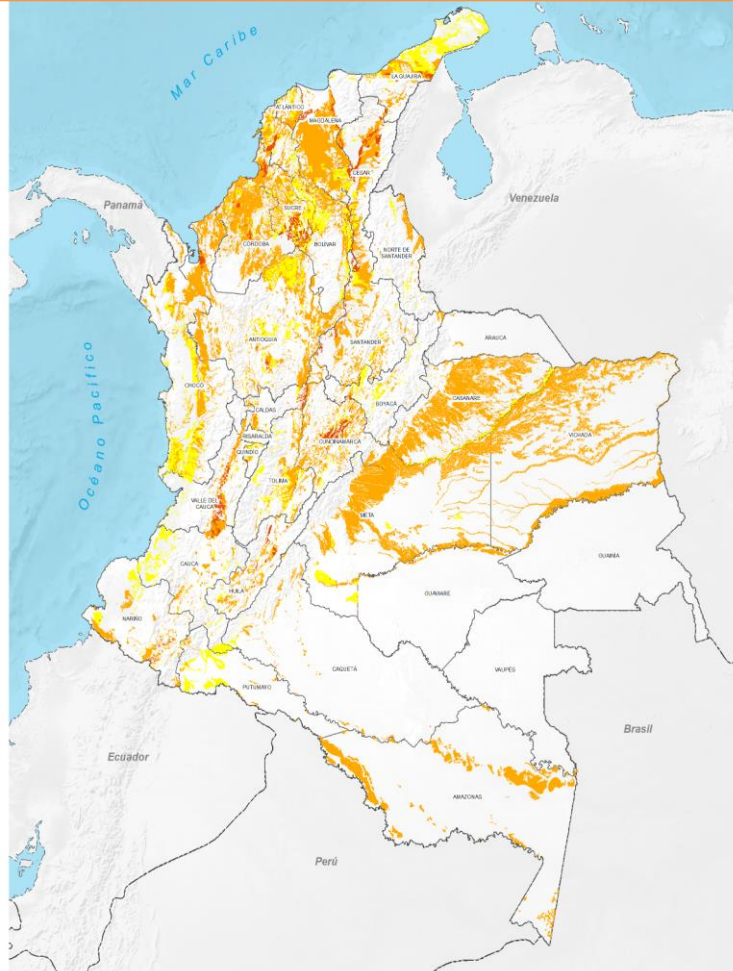 Mar Caribe
LA GUAJIRA
ATLÁNTICO
MAGDALENA
CESAR
Panamá
Venezuela
SUCRE
CÓRDOBA
BOLÍVAR
NORTE DE
SANTANDER
ANTIOQUIA
SANTANDER
ARAUCA
Océano Pacífico
CHOCÓ
BOYACÁ
CASANARE
CALDAS
VICHADA
RISARALDA
CUNDINAMARCA
QUINDÍO
TOLIMA
VALLE DEL
CAUCA
META
GUAINÍA
CAUCA
HUILA
GUAVIARE
NARIÑO
CAQUETÁ
VAUPÉS
PUTUMAYO
Brasil
Ecuador
AMAZONAS
Perú